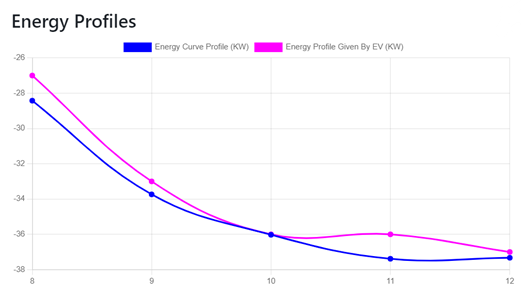 Energy Profiles
Energy Curve Profile (KW) Energy Profile Given By EV (KW)
-26
-28
-30
-32
-34
-36
-38
8 9 10 11 12